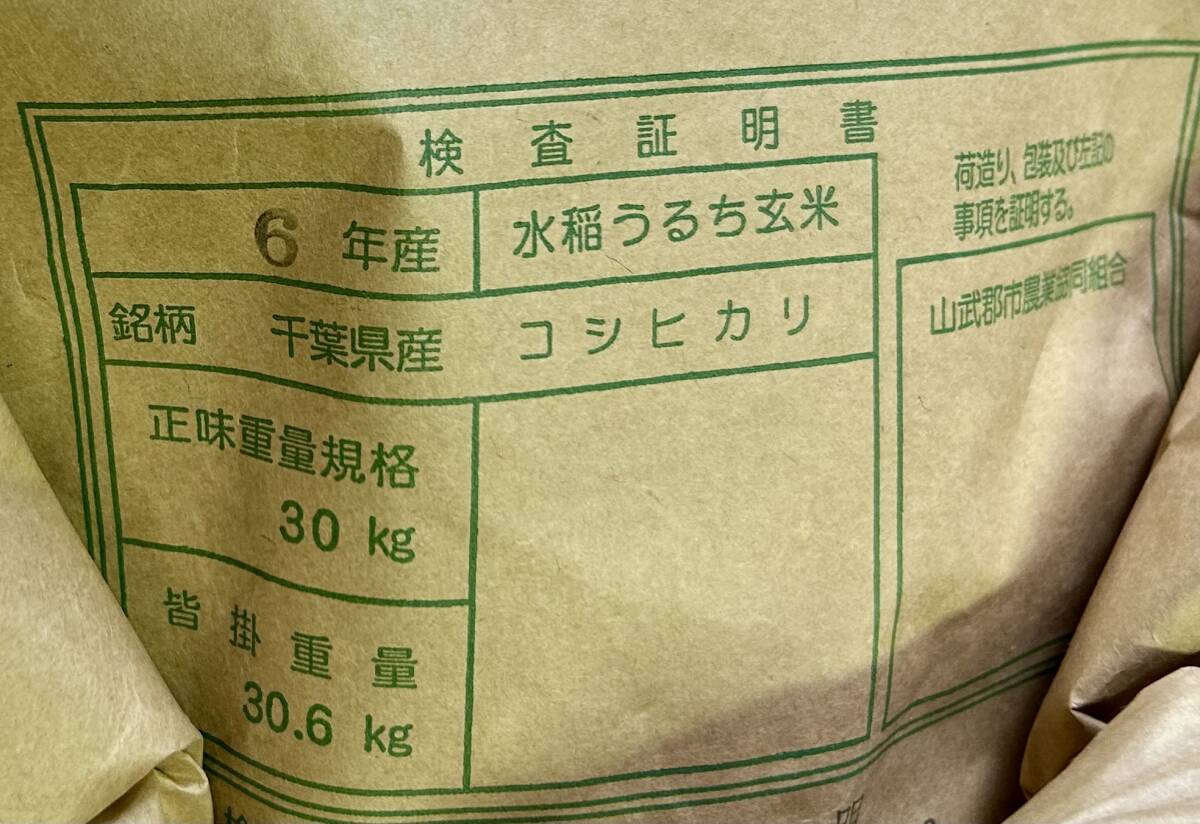 検査証明書
6年産
水稲うるち玄米
銘柄 千葉県産 コシヒカリ
正味重量規格
30 kg
皆掛重量
30.6 kg
荷造り、包装及び左記の
事項を証明する。
山武郡市農業協同組合